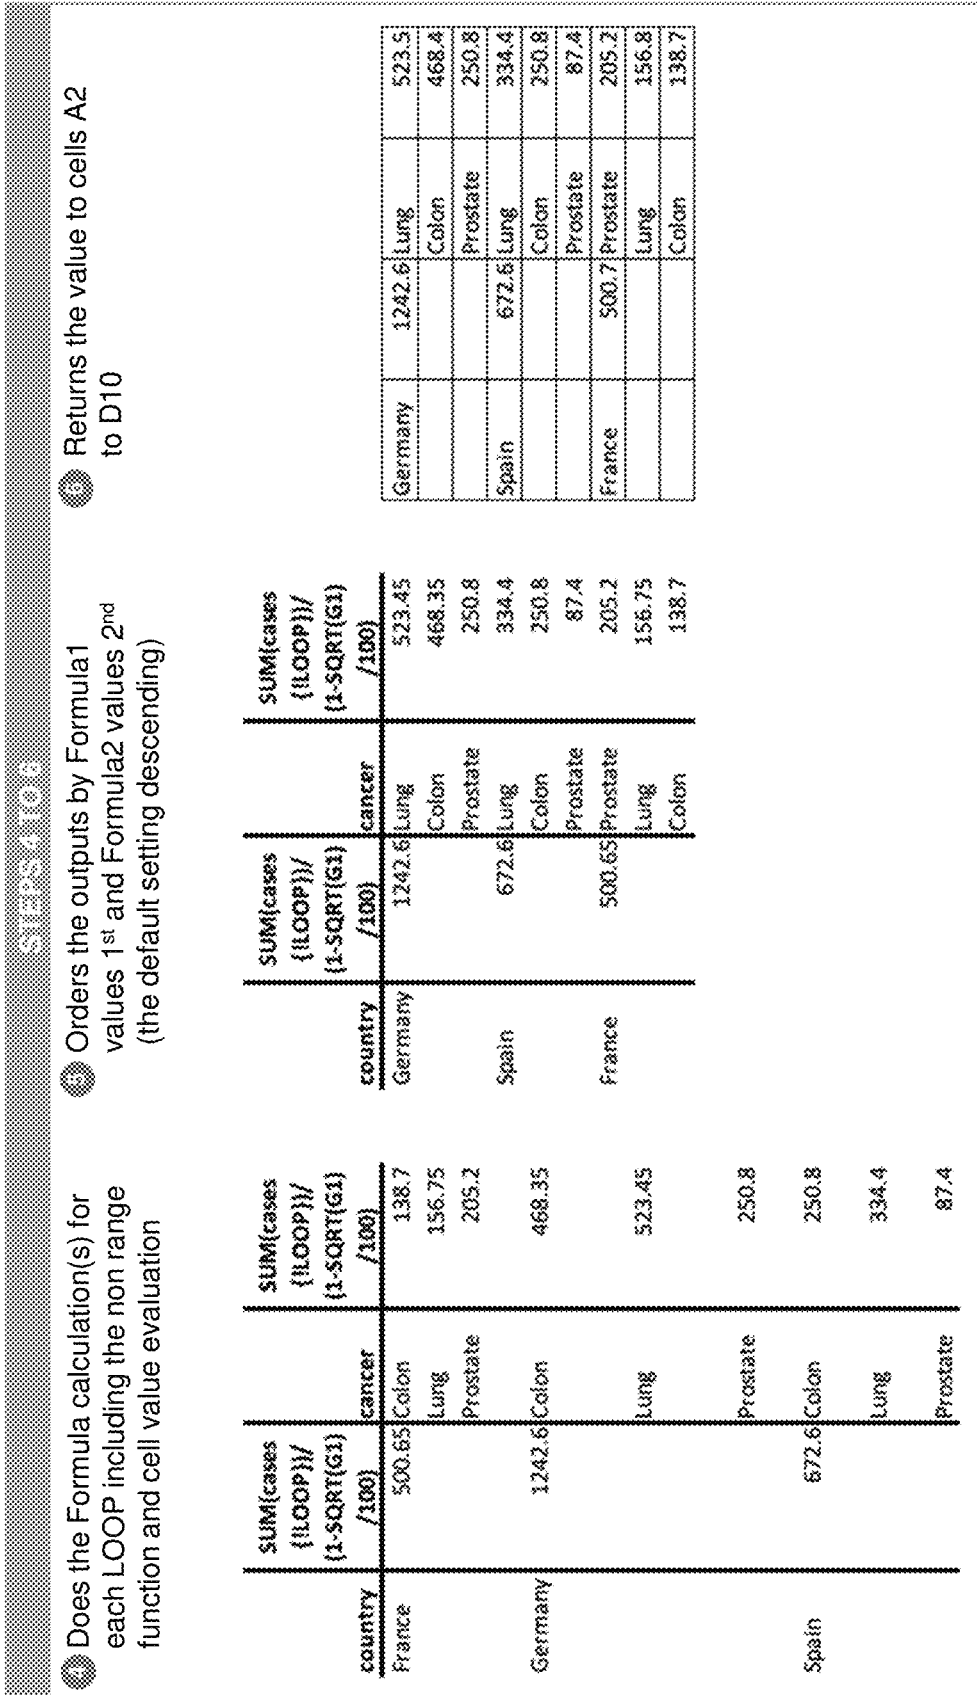 STEPS 4 TO 6
4 Does the Formula calculation(s) for
each LOOP including the non range
function and cell value evaluation
country SUM(cases {!LOOP})/ (1-SQRT(G1) /100) cancer SUM(cases {!LOOP})/ (1-SQRT(G1) /100)
France 500.65 Colon 138.7
Lung 156.75
Prostate 205.2
Germany 1242.6 Colon 468.35
Lung 523.45
Prostate 250.8
Spain 672.6 Colon 250.8
Lung 334.4
Prostate 87.4
5 Orders the outputs by Formula1
values 1st and Formula2 values 2nd
(the default setting descending)
country SUM(cases {!LOOP})/ (1-SQRT(G1) /100) cancer SUM(cases {!LOOP})/ (1-SQRT(G1) /100)
Germany 1242.6 Lung 523.45
Colon 468.35
Prostate 250.8
Spain 672.6 Lung 334.4
Colon 250.8
Prostate 87.4
France 500.65 Prostate 205.2
Lung 156.75
Colon 138.7
6 Returns the value to cells A2
to D10
Germany 1242.6 Lung 523.5
Colon 468.4
Prostate 250.8
Spain 672.6 Lung 334.4
Colon 250.8
Prostate 87.4
France 500.7 Prostate 205.2
Lung 156.8
Colon 138.7